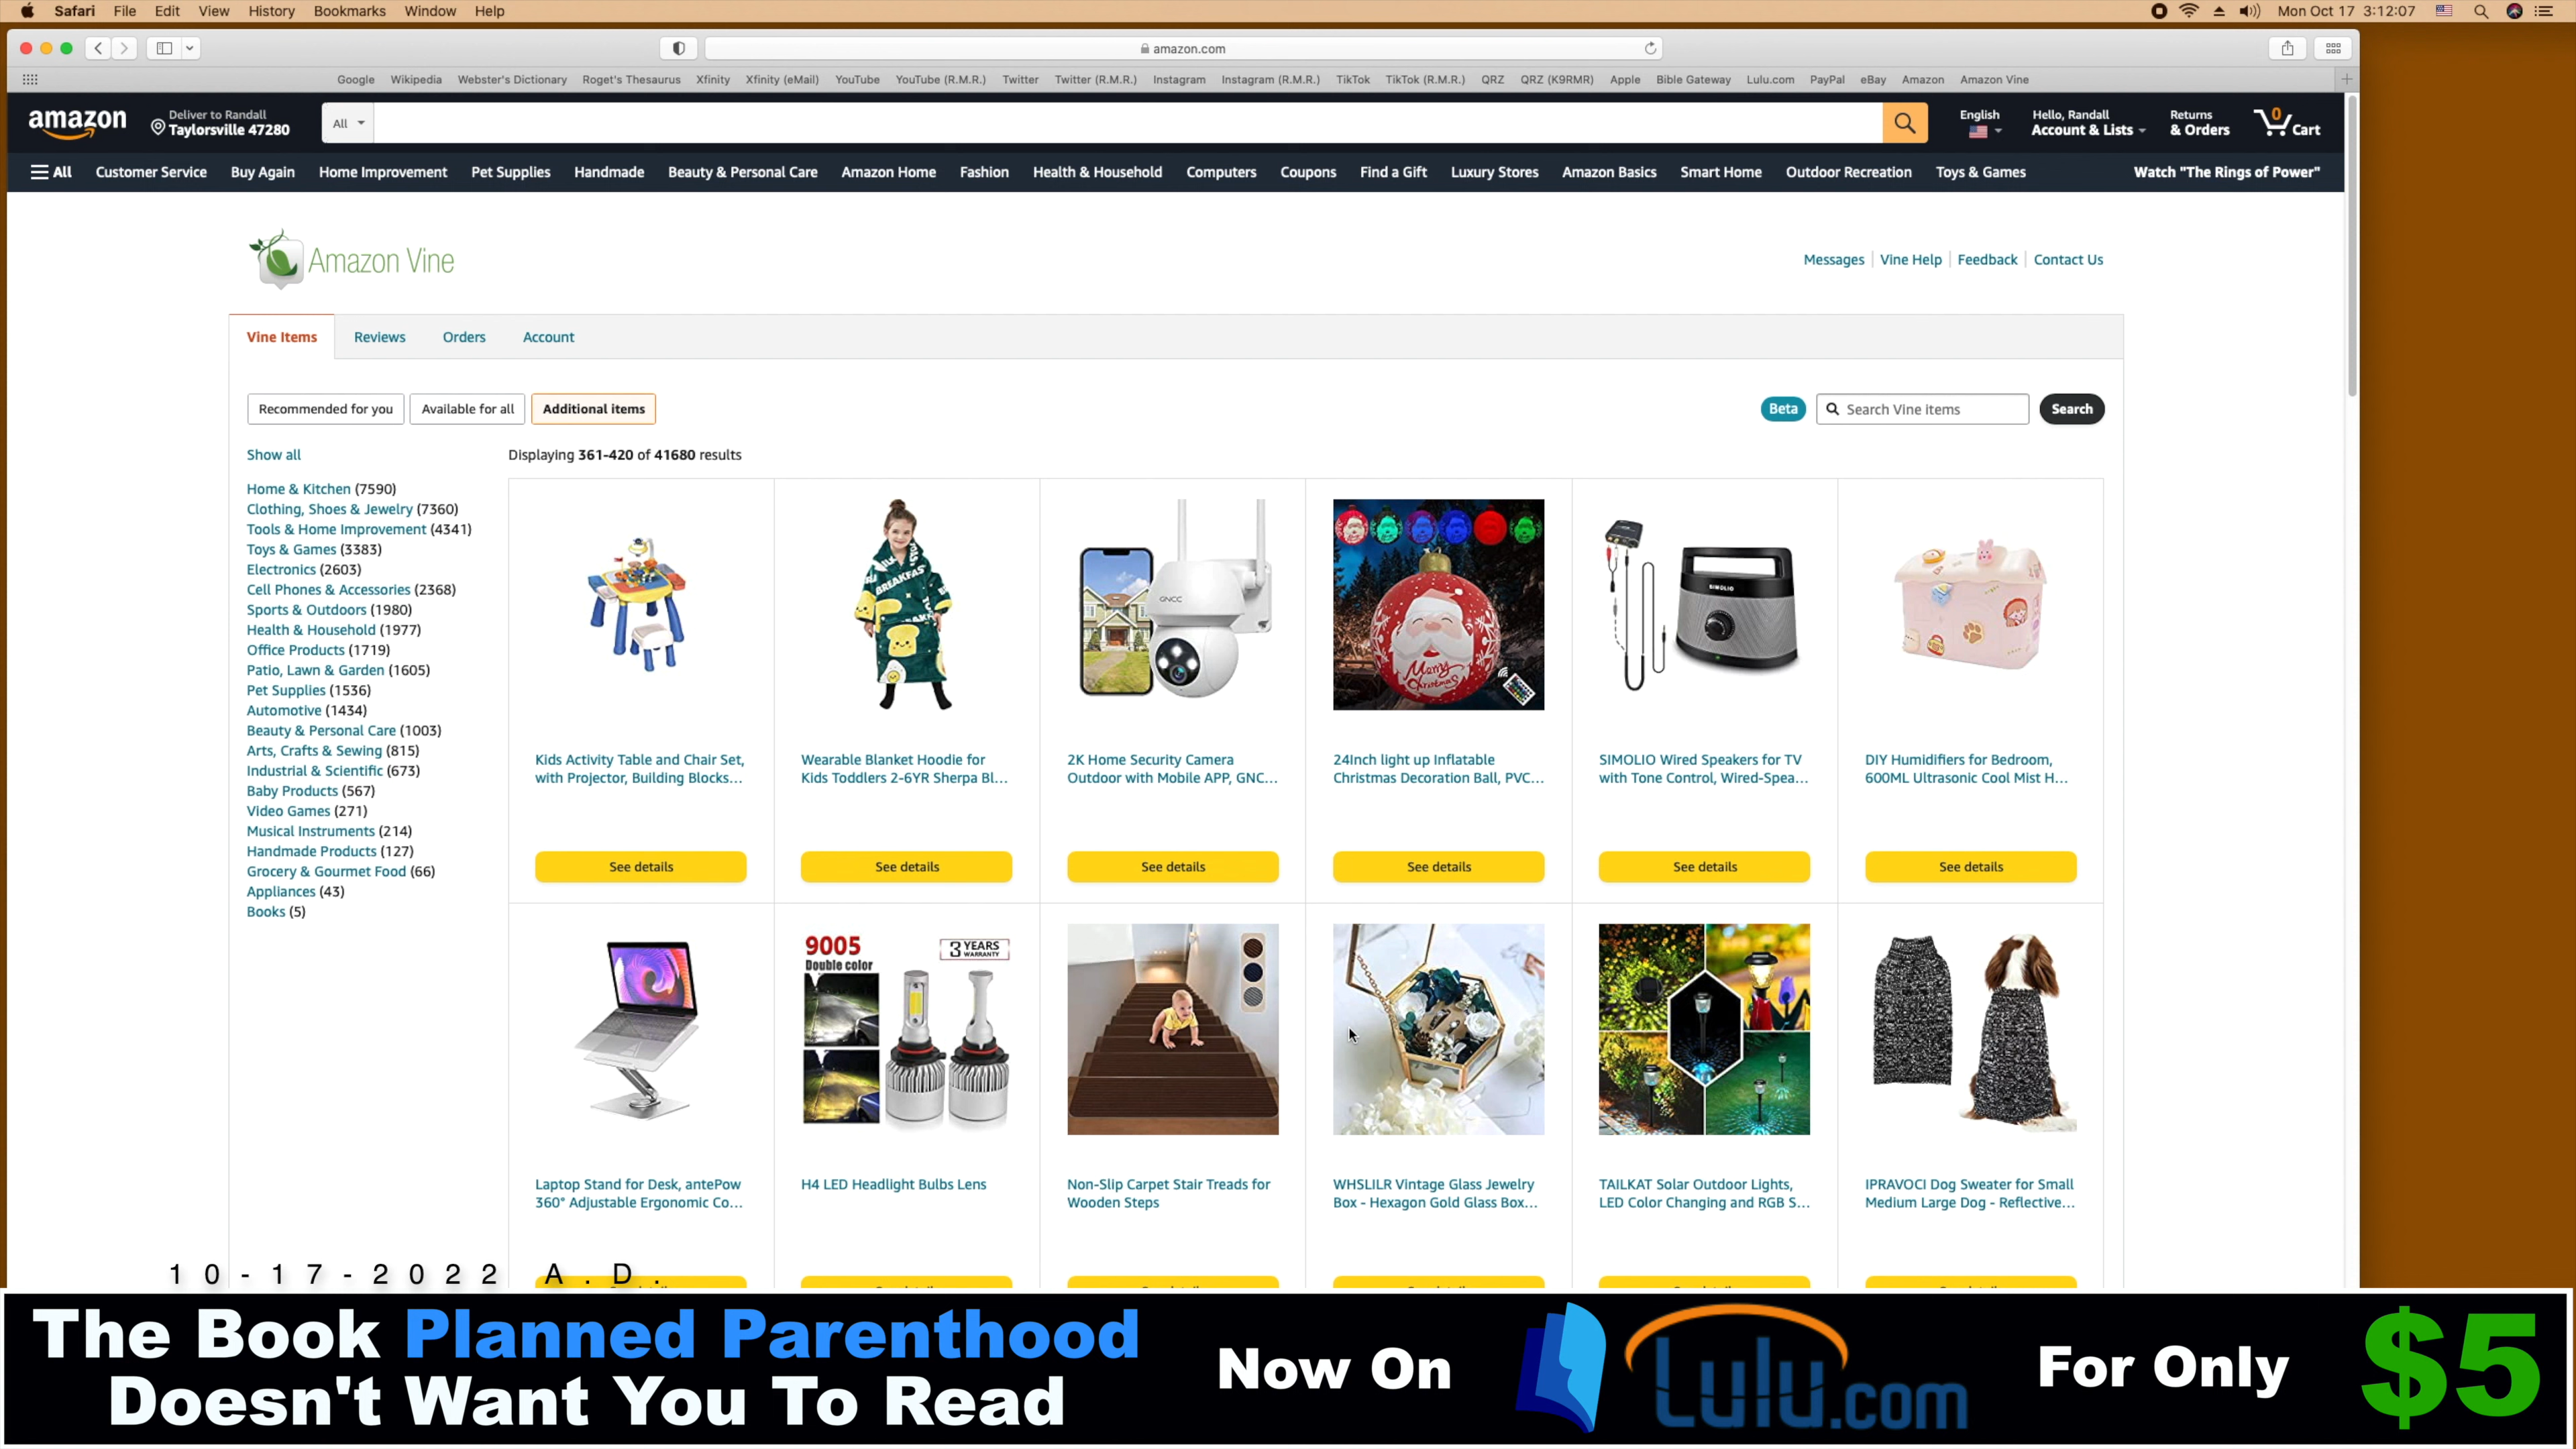 Safari File Edit View History Bookmarks Window Help
Mon Oct 17 3:12:07
amazon.com
Google Wikipedia Webster's Dictionary Roget's Thesaurus Xfinity Xfinity (eMail) YouTube YouTube (R.M.R.) Twitter Twitter (R.M.R.) Instagram Instagram (R.M.R.) TikTok TikTok (R.M.R.) QRZ QRZ (K9RMR) Apple Bible Gateway Lulu.com PayPal eBay Amazon Amazon Vine
amazon
Deliver to Randall
Taylorsville 47280
All
English
Hello, Randall
Account & Lists
Returns
& Orders
0
Cart
All Customer Service Buy Again Home Improvement Pet Supplies Handmade Beauty & Personal Care Amazon Home Fashion Health & Household Computers Coupons Find a Gift Luxury Stores Amazon Basics Smart Home Outdoor Recreation Toys & Games Watch "The Rings of Power"
Amazon Vine
Messages Vine Help Feedback Contact Us
Vine Items Reviews Orders Account
Recommended for you Available for all Additional items
Beta Search Vine items Search
Show all
Displaying 361-420 of 41680 results
Home & Kitchen (7590)
Clothing, Shoes & Jewelry (7360)
Tools & Home Improvement (4341)
Toys & Games (3383)
Electronics (2603)
Cell Phones & Accessories (2368)
Sports & Outdoors (1980)
Health & Household (1977)
Office Products (1719)
Patio, Lawn & Garden (1605)
Pet Supplies (1536)
Automotive (1434)
Beauty & Personal Care (1003)
Arts, Crafts & Sewing (815)
Industrial & Scientific (673)
Baby Products (567)
Video Games (271)
Musical Instruments (214)
Handmade Products (127)
Grocery & Gourmet Food (66)
Appliances (43)
Books (5)
BREAKFAST
GNCC
Merry
Christmas
SIMOLIO
Kids Activity Table and Chair Set,
with Projector, Building Blocks...
Wearable Blanket Hoodie for
Kids Toddlers 2-6YR Sherpa Bl...
2K Home Security Camera
Outdoor with Mobile APP, GNC...
24Inch light up Inflatable
Christmas Decoration Ball, PVC...
SIMOLIO Wired Speakers for TV
with Tone Control, Wired-Spea...
DIY Humidifiers for Bedroom,
600ML Ultrasonic Cool Mist H...
See details See details See details See details See details See details
9005
Double color
3 YEARS
WARRANTY
Laptop Stand for Desk, antePow
360° Adjustable Ergonomic Co...
H4 LED Headlight Bulbs Lens
Non-Slip Carpet Stair Treads for
Wooden Steps
WHSLILR Vintage Glass Jewelry
Box - Hexagon Gold Glass Box...
TAILKAT Solar Outdoor Lights,
LED Color Changing and RGB S...
IPRAVOCI Dog Sweater for Small
Medium Large Dog - Reflective...
10-17-2022 A.D.
The Book Planned Parenthood
Doesn't Want You To Read
Now On
Lulu.com
For Only
$5